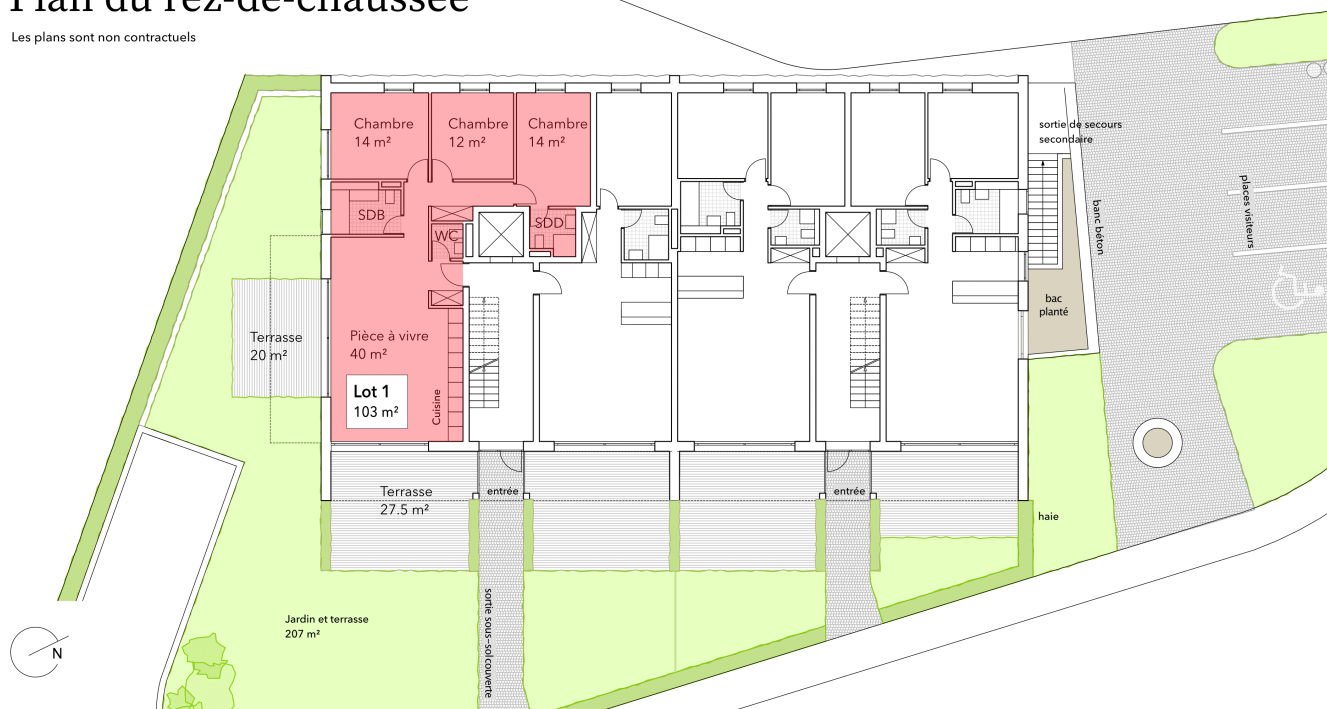 Plan du rez-de-chaussée
Les plans sont non contractuels
Chambre
14 m²
Chambre
12 m²
Chambre
14 m²
SDB
WC
SDD
Terrasse
20 m²
Pièce à vivre
40 m²
Lot 1
103 m²
Cuisine
Terrasse
27.5 m²
entrée
entrée
sortie de secours
secondaire
banc béton
places visiteurs
bac
planté
haie
sortie sous-sol couverte
Jardin et terrasse
207 m²
N